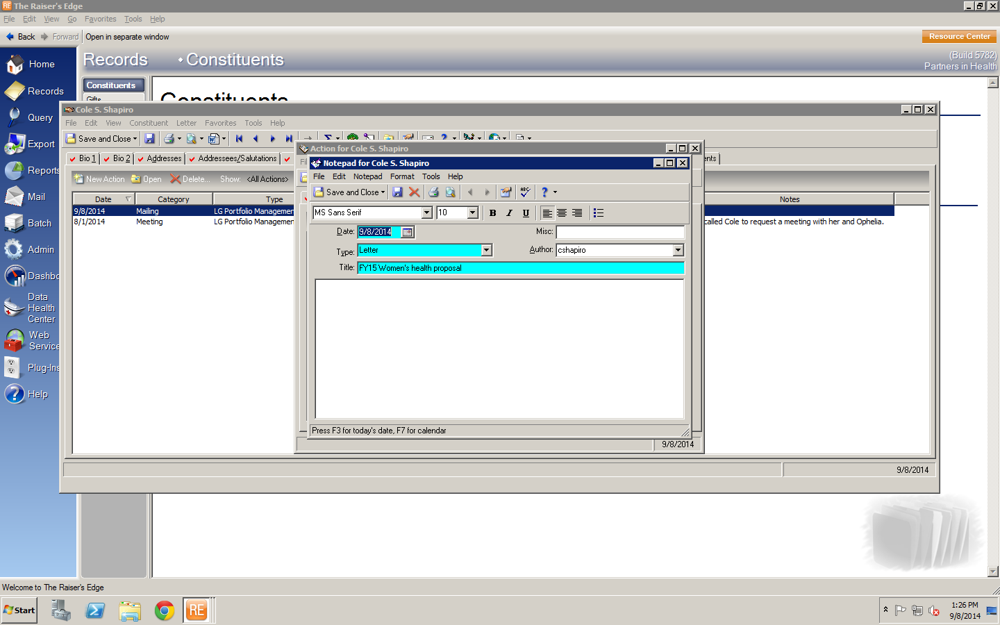 The Raiser's Edge
File Edit View Go Favorites Tools Help
Back Forward Open in separate window Resource Center
Records Constituents
(Build 5782)
Partners in Health
Home
Records
Query
Export
Reports
Mail
Batch
Admin
Data Health Center
Web
Plug-Ins
Help
Constituents
Gifts
Constituents
Cole S. Shapiro
File Edit View Constituent Letter Favorites Tools Help
Save and Close
Bio 1 Bio 2 Addresses Addressees/Salutations
New Action Open Delete... Show: <All Actions>
Date Category Type Notes
9/8/2014 Mailing LG Portfolio Management
8/1/2014 Meeting LG Portfolio Management called Cole to request a meeting with her and Ophelia.
Action for Cole S. Shapiro
Notepad for Cole S. Shapiro
File Edit Notepad Format Tools Help
Save and Close
MS Sans Serif 10 B I U
Date: 9/8/2014 Misc:
Type: Letter Author: cshapiro
Title: FY15 Women's health proposal
Press F3 for today's date, F7 for calendar
9/8/2014
9/8/2014
Welcome to The Raiser's Edge
Start RE
1:26 PM
9/8/2014